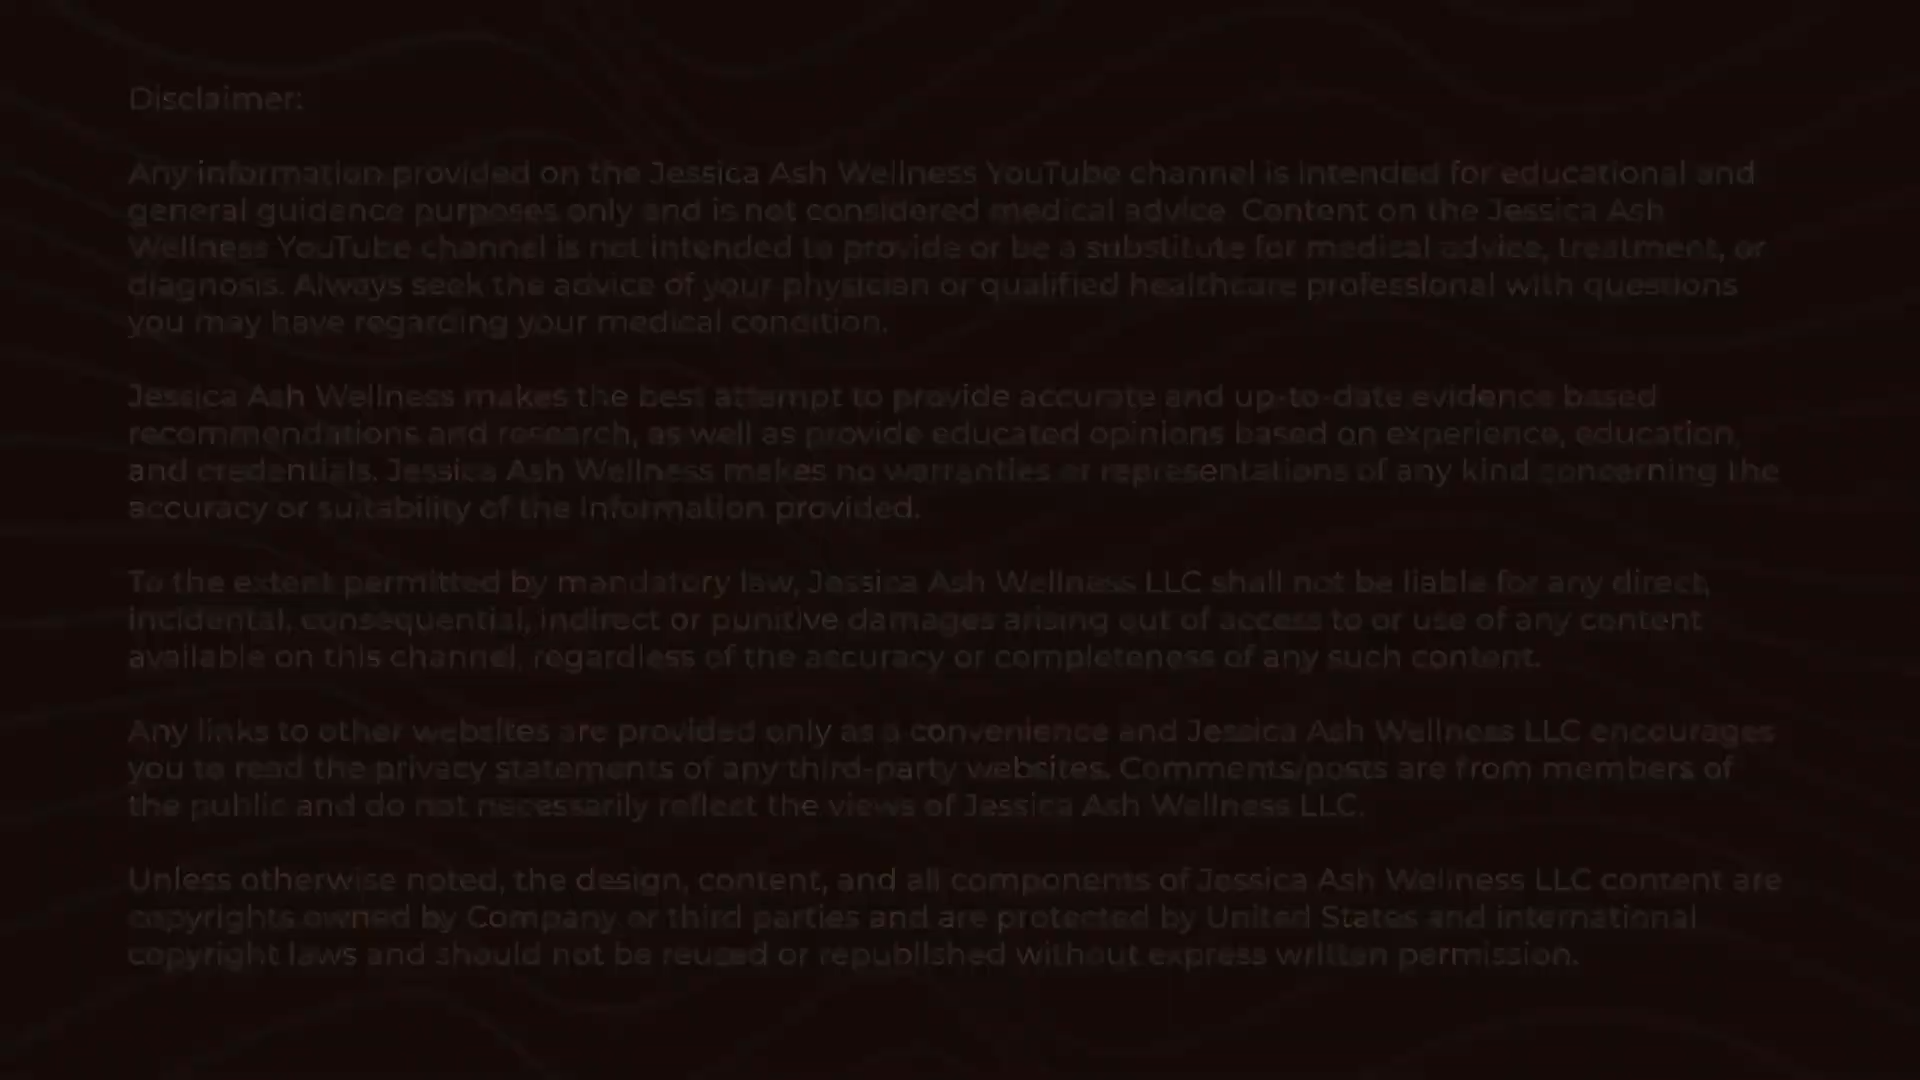 Disclaimer:
Any information provided on the Jessica Ash Wellness YouTube channel is intended for educational and
general guidance purposes only and is not considered medical advice. Content on the Jessica Ash
Wellness YouTube channel is not intended to provide or be a substitute for medical advice, treatment, or
diagnosis. Always seek the advice of your physician or qualified healthcare professional with questions
you may have regarding your medical condition.
Jessica Ash Wellness makes the best attempt to provide accurate and up-to-date evidence based
recommendations and research, as well as provide educated opinions based on experience, education,
and credentials. Jessica Ash Wellness makes no warranties or representations of any kind concerning the
accuracy or suitability of the information provided.
To the extent permitted by mandatory law, Jessica Ash Wellness LLC shall not be liable for any direct,
incidental, consequential, indirect or punitive damages arising out of access to or use of any content
available on this channel, regardless of the accuracy or completeness of any such content.
Any links to other websites are provided only as a convenience and Jessica Ash Wellness LLC encourages
you to read the privacy statements of any third-party websites. Comments/posts are from members of
the public and do not necessarily reflect the views of Jessica Ash Wellness LLC.
Unless otherwise noted, the design, content, and all components of Jessica Ash Wellness LLC content are
copyrights owned by Company or third parties and are protected by United States and international
copyright laws and should not be reused or republished without express written permission.